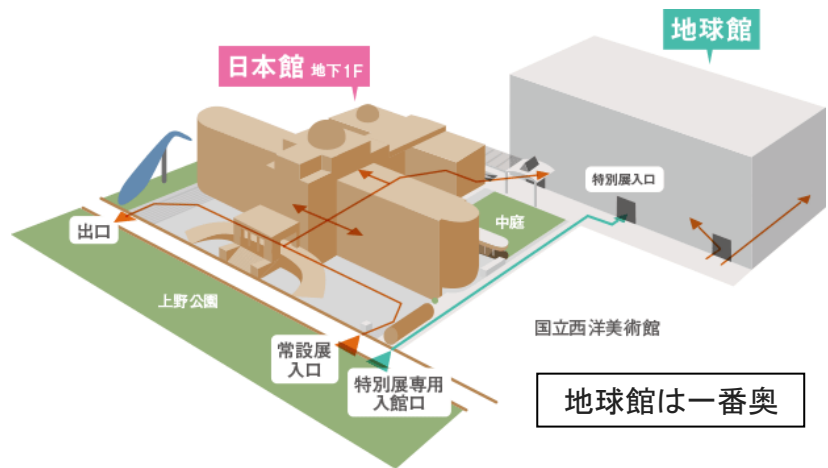 地球館
日本館 地下1F
特別展入口
中庭
出口
上野公園
国立西洋美術館
常設展
入口
特別展専用
入館口
地球館は一番奥